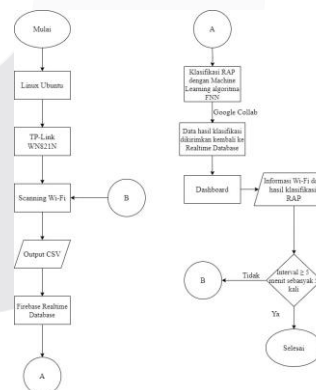 Mulai
Linux Ubuntu
TP-Link
WN821N
Scanning Wi-Fi
B
Output CSV
Firebase Realtime
Database
A
A
Klasifikasi RAP
dengan Machine
Learning algoritma
FNN
Google Collab
Data hasil klasifikasi
dikirimkan kembali ke
Realtime Database
Dashboard
Informasi Wi-Fi da
hasil klasifikasi
RAP
Interval ≥ 5
menit sebanyak
kali
Tidak
B
Ya
Selesai